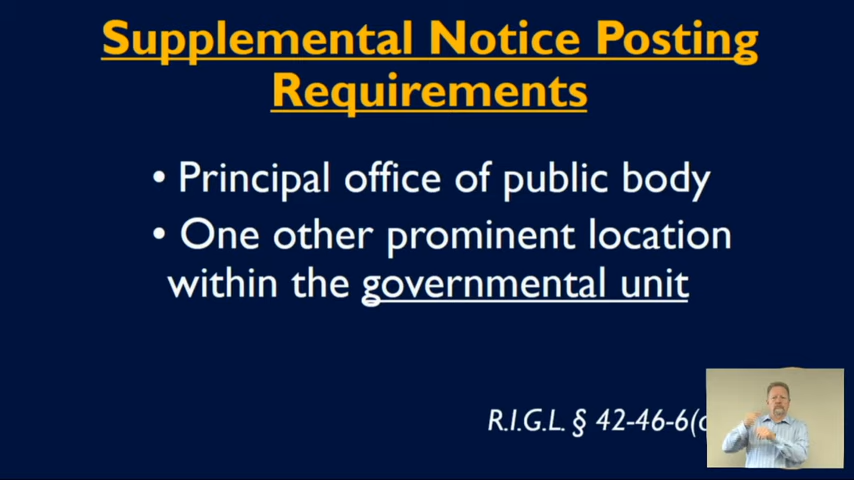 Supplemental Notice Posting
Requirements
• Principal office of public body
• One other prominent location
within the governmental unit
R.I.G.L. § 42-46-6(